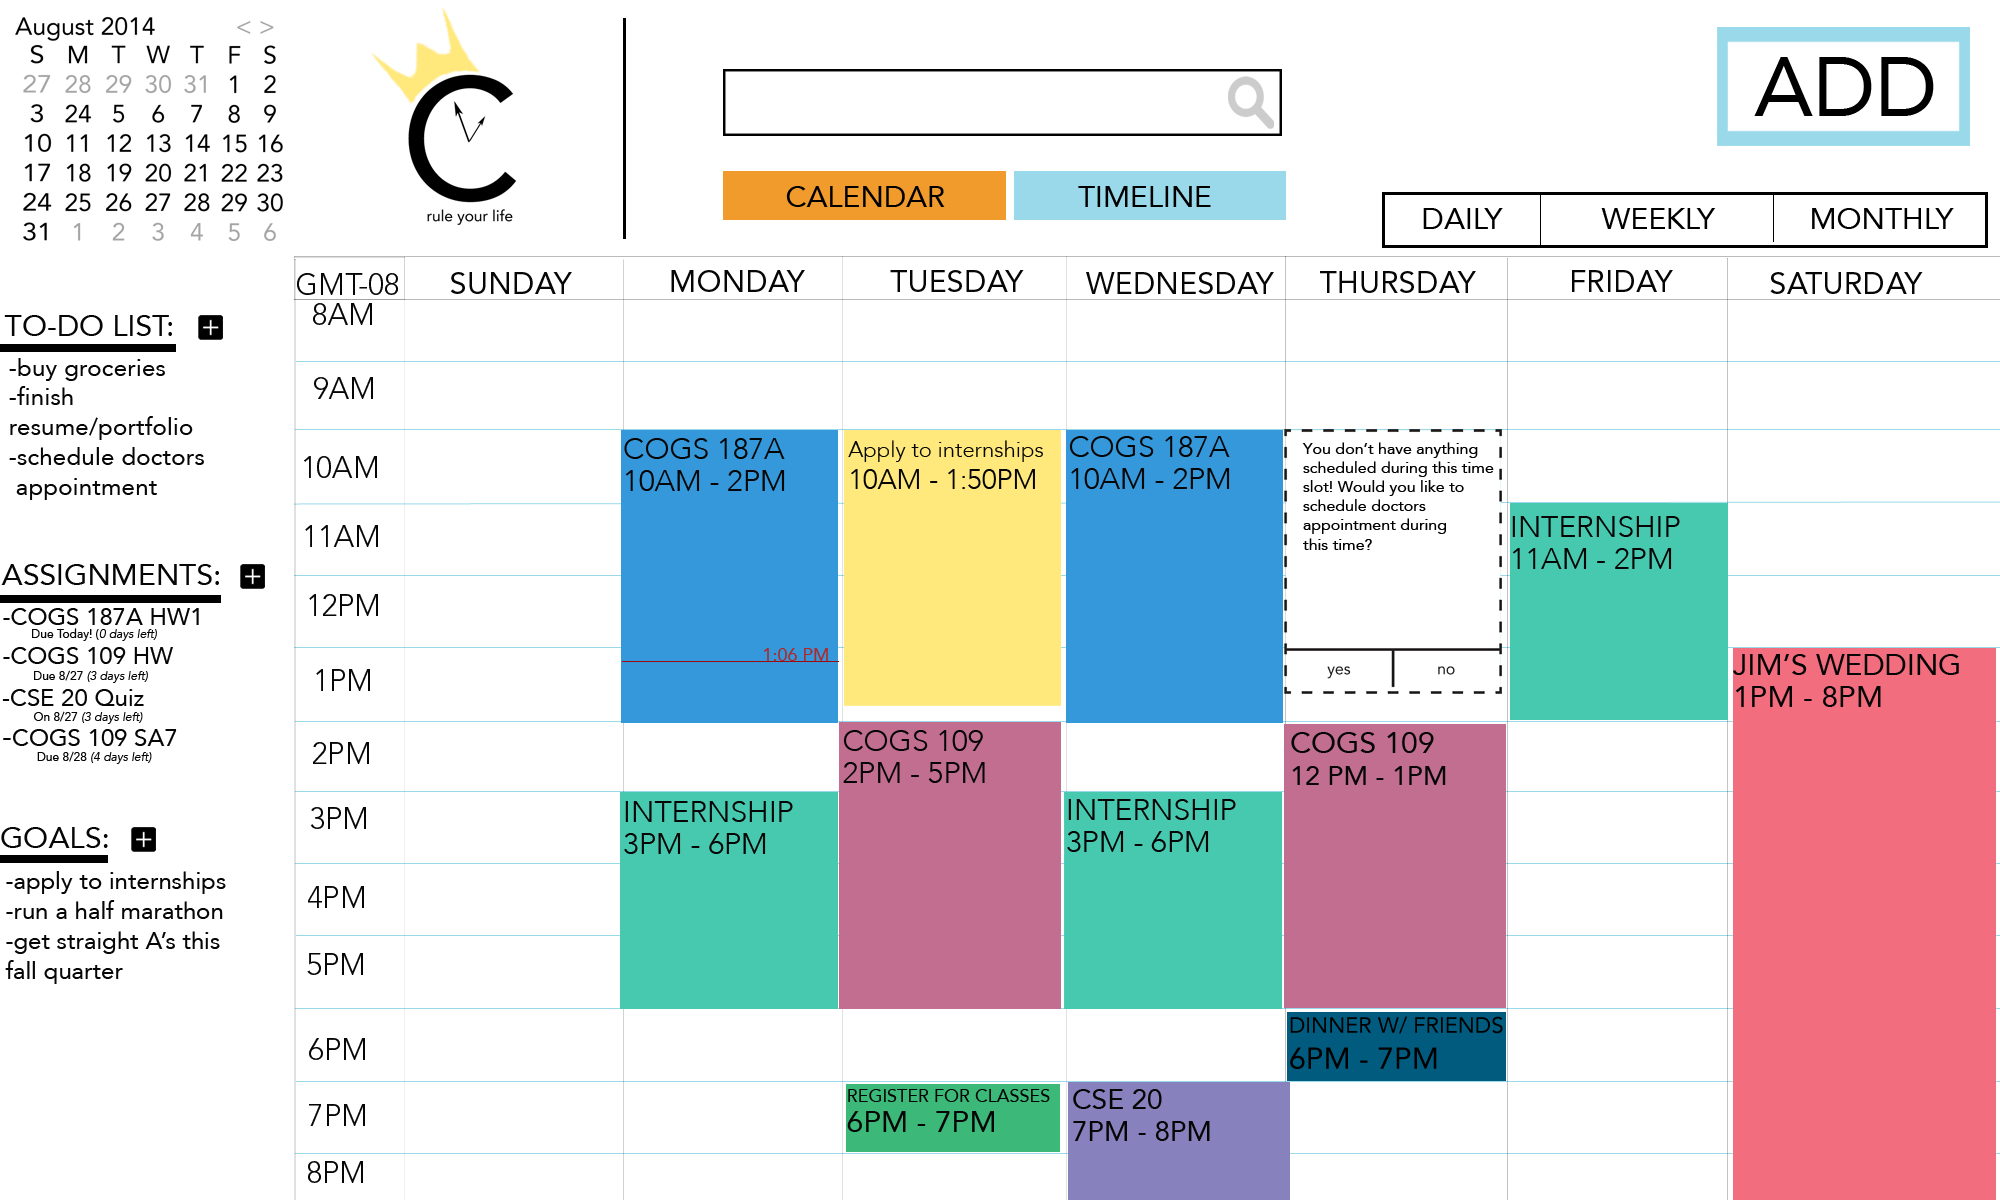 August 2014 < >
S M T W T F S
27 28 29 30 31 1 2
3 24 5 6 7 8 9
10 11 12 13 14 15 16
17 18 19 20 21 22 23
24 25 26 27 28 29 30
31 1 2 3 4 5 6
C
rule your life
CALENDAR
TIMELINE
ADD
DAILY
WEEKLY
MONTHLY
TO-DO LIST:
-buy groceries
-finish
resume/portfolio
-schedule doctors
appointment
ASSIGNMENTS:
-COGS 187A HW1
Due Today! (0 days left)
-COGS 109 HW
Due 8/27 (3 days left)
-CSE 20 Quiz
On 8/27 (3 days left)
-COGS 109 SA7
Due 8/28 (4 days left)
GOALS:
-apply to internships
-run a half marathon
-get straight A's this
fall quarter
GMT-08
SUNDAY
MONDAY
TUESDAY
WEDNESDAY
THURSDAY
FRIDAY
SATURDAY
8AM
9AM
10AM
11AM
12PM
1PM
2PM
3PM
4PM
5PM
6PM
7PM
8PM
COGS 187A
10AM - 2PM
1:06 PM
INTERNSHIP
3PM - 6PM
Apply to internships
10AM - 1:50PM
COGS 109
2PM - 5PM
REGISTER FOR CLASSES
6PM - 7PM
COGS 187A
10AM - 2PM
INTERNSHIP
3PM - 6PM
CSE 20
7PM - 8PM
You don't have anything
scheduled during this time
slot! Would you like to
schedule doctors
appointment during
this time?
yes
no
COGS 109
12 PM - 1PM
DINNER W/ FRIENDS
6PM - 7PM
INTERNSHIP
11AM - 2PM
JIM'S WEDDING
1PM - 8PM